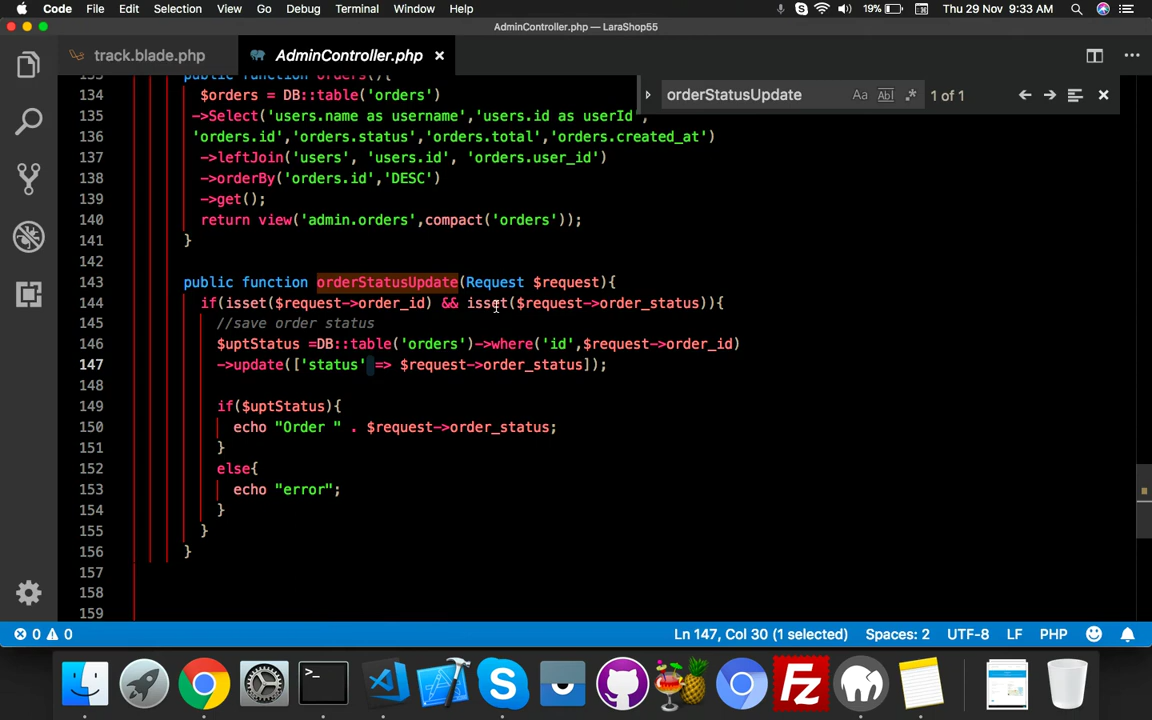 Code File Edit Selection View Go Debug Terminal Window Help 19% Thu 29 Nov 9:33 AM
AdminController.php — LaraShop55
track.blade.php AdminController.php
orderStatusUpdate Aa Abl .* 1 of 1
133 public function orders(){
134 $orders = DB::table('orders')
135 ->Select('users.name as username','users.id as userId',
136 'orders.id','orders.status','orders.total','orders.created_at')
137 ->leftJoin('users', 'users.id', 'orders.user_id')
138 ->orderBy('orders.id','DESC')
139 ->get();
140 return view('admin.orders',compact('orders'));
141 }
142
143 public function orderStatusUpdate(Request $request){
144 if(isset($request->order_id) && isset($request->order_status)){
145 //save order status
146 $uptStatus =DB::table('orders')->where('id',$request->order_id)
147 ->update(['status' => $request->order_status]);
148
149 if($uptStatus){
150 echo "Order " . $request->order_status;
151 }
152 else{
153 echo "error";
154 }
155 }
156 }
157
158
159
0 0 Ln 147, Col 30 (1 selected) Spaces: 2 UTF-8 LF PHP